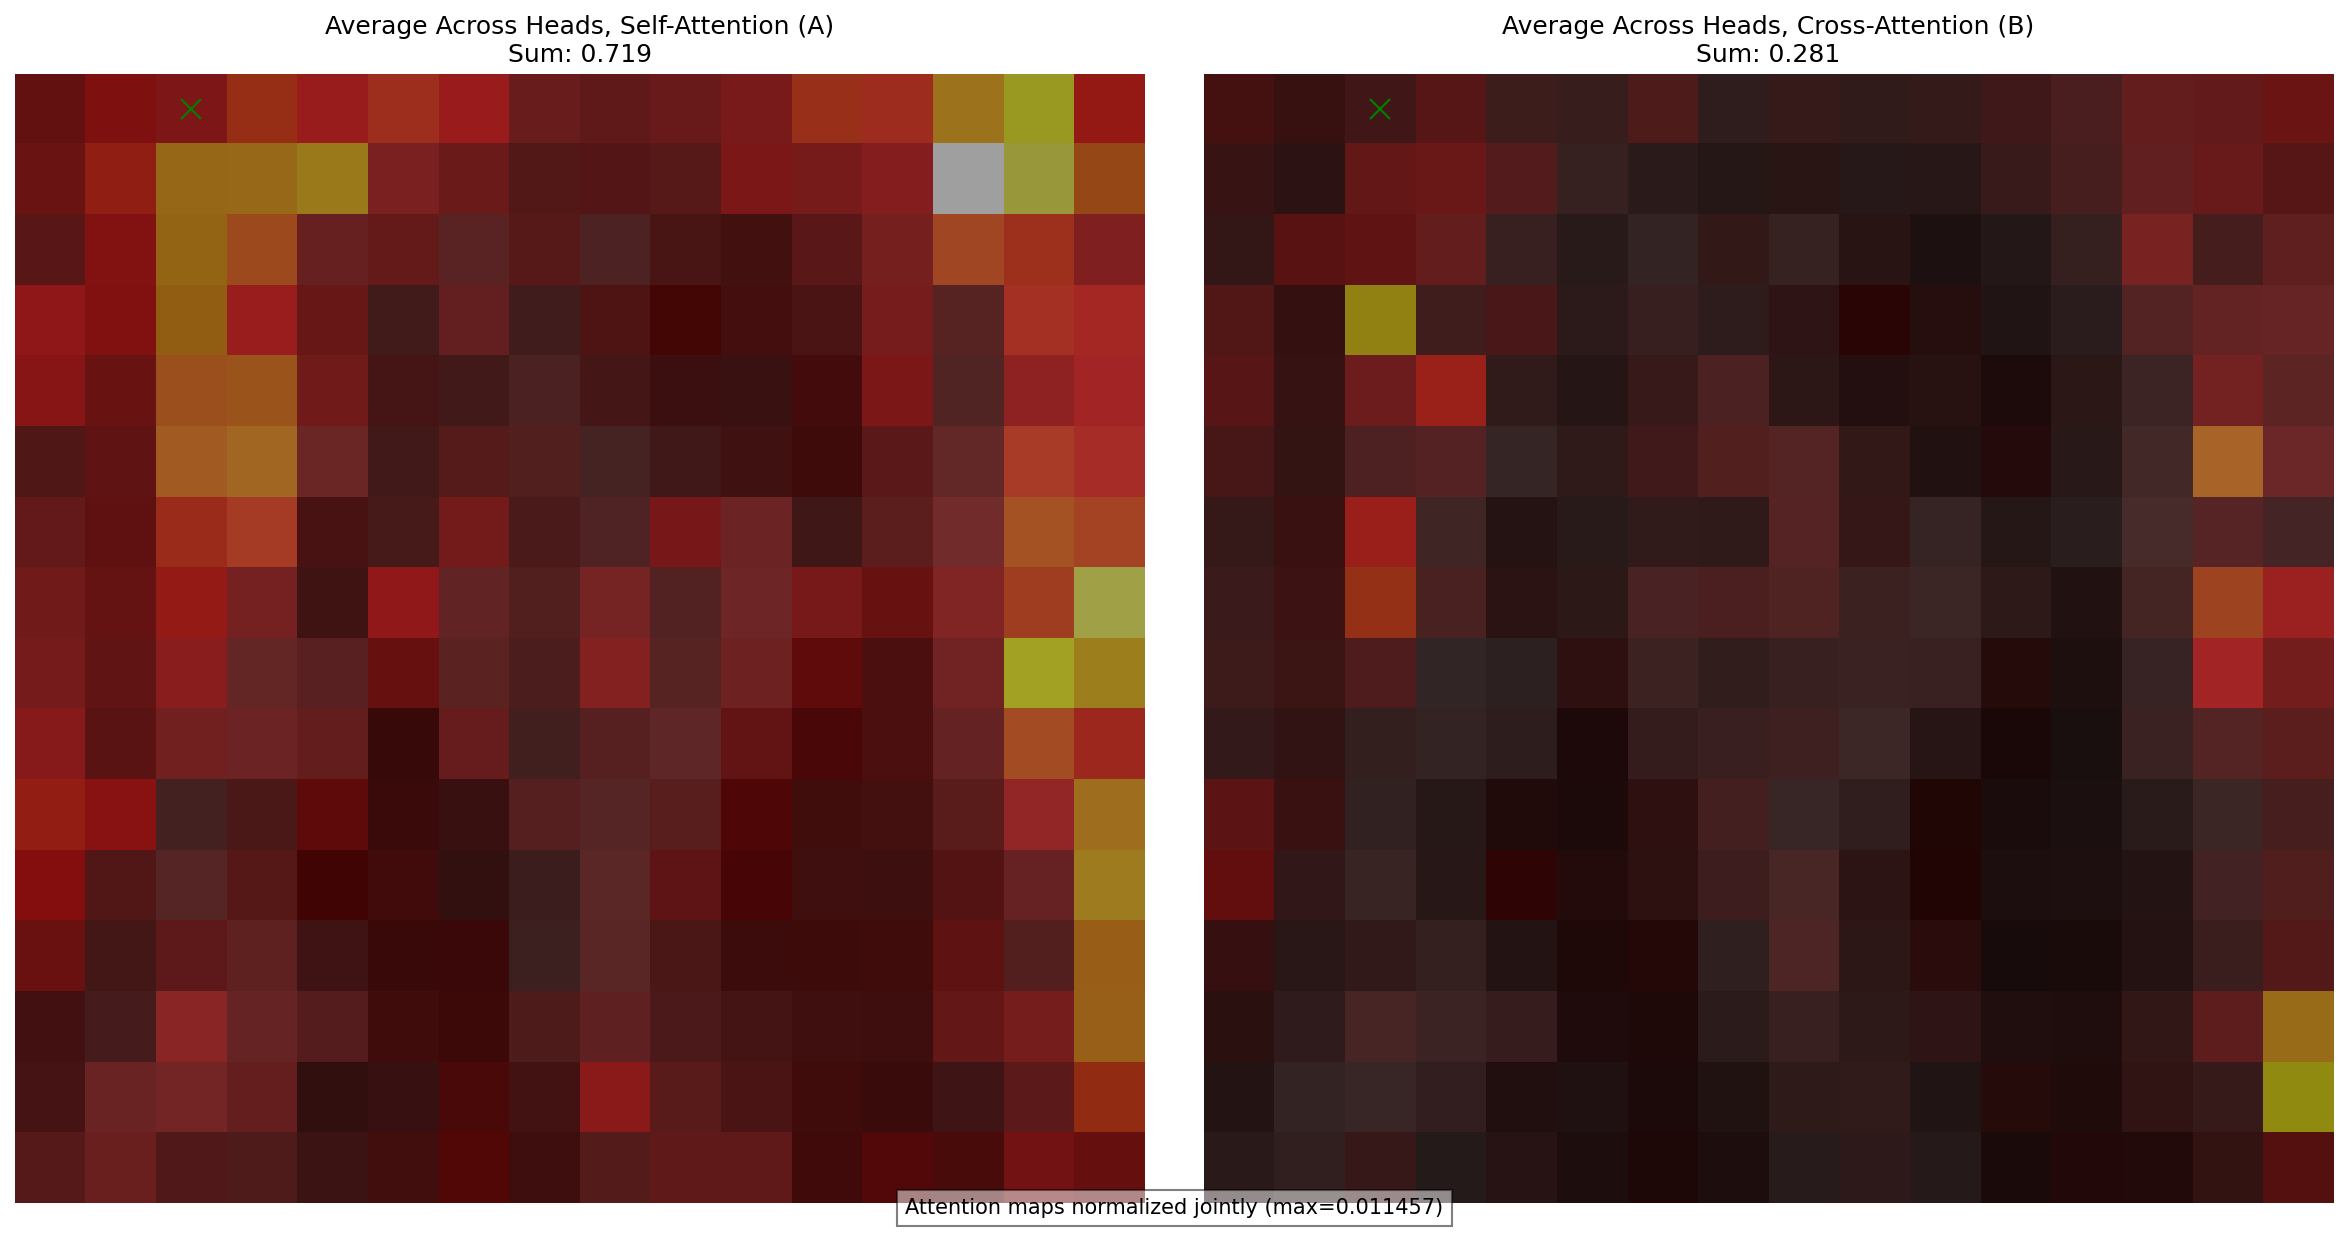 Average Across Heads, Self-Attention (A)
Sum: 0.719
Average Across Heads, Cross-Attention (B)
Sum: 0.281
Attention maps normalized jointly (max=0.011457)